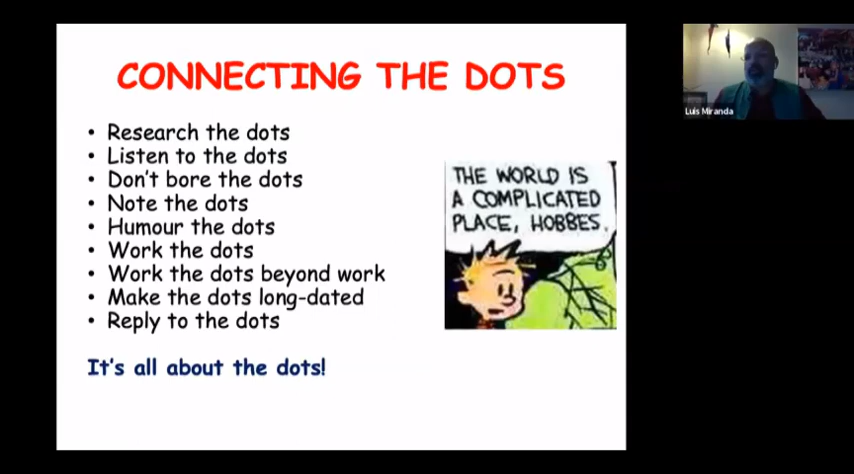 CONNECTING THE DOTS
• Research the dots
• Listen to the dots
• Don't bore the dots
• Note the dots
• Humour the dots
• Work the dots
• Work the dots beyond work
• Make the dots long-dated
• Reply to the dots
It's all about the dots!
THE WORLD IS
A COMPLICATED
PLACE, HOBBES.
Luis Miranda